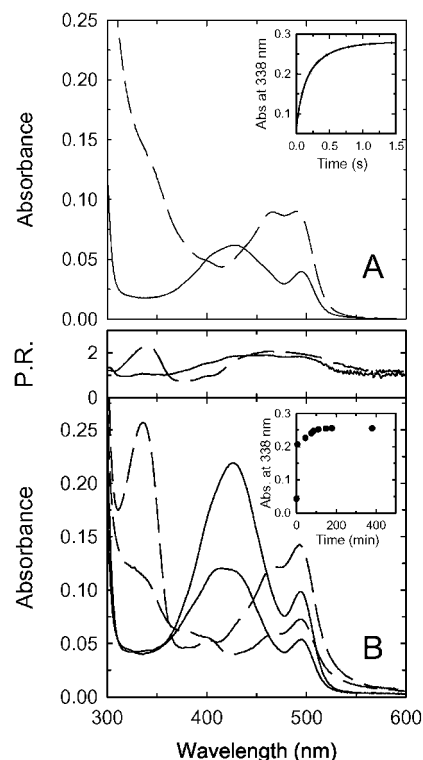 0.25
0.20
0.15
0.10
0.05
0.00
Absorbance
Abs at 338 nm
0.3
0.2
0.1
0.0 0.5 1.0 1.5
Time (s)
A
P.R.
2
0
B
0.25
0.20
0.15
0.10
0.05
0.00
Absorbance
Abs. at 338 nm
0.3
0.2
0.1
0.0
0 200 400
Time (min)
300 400 500 600
Wavelength (nm)